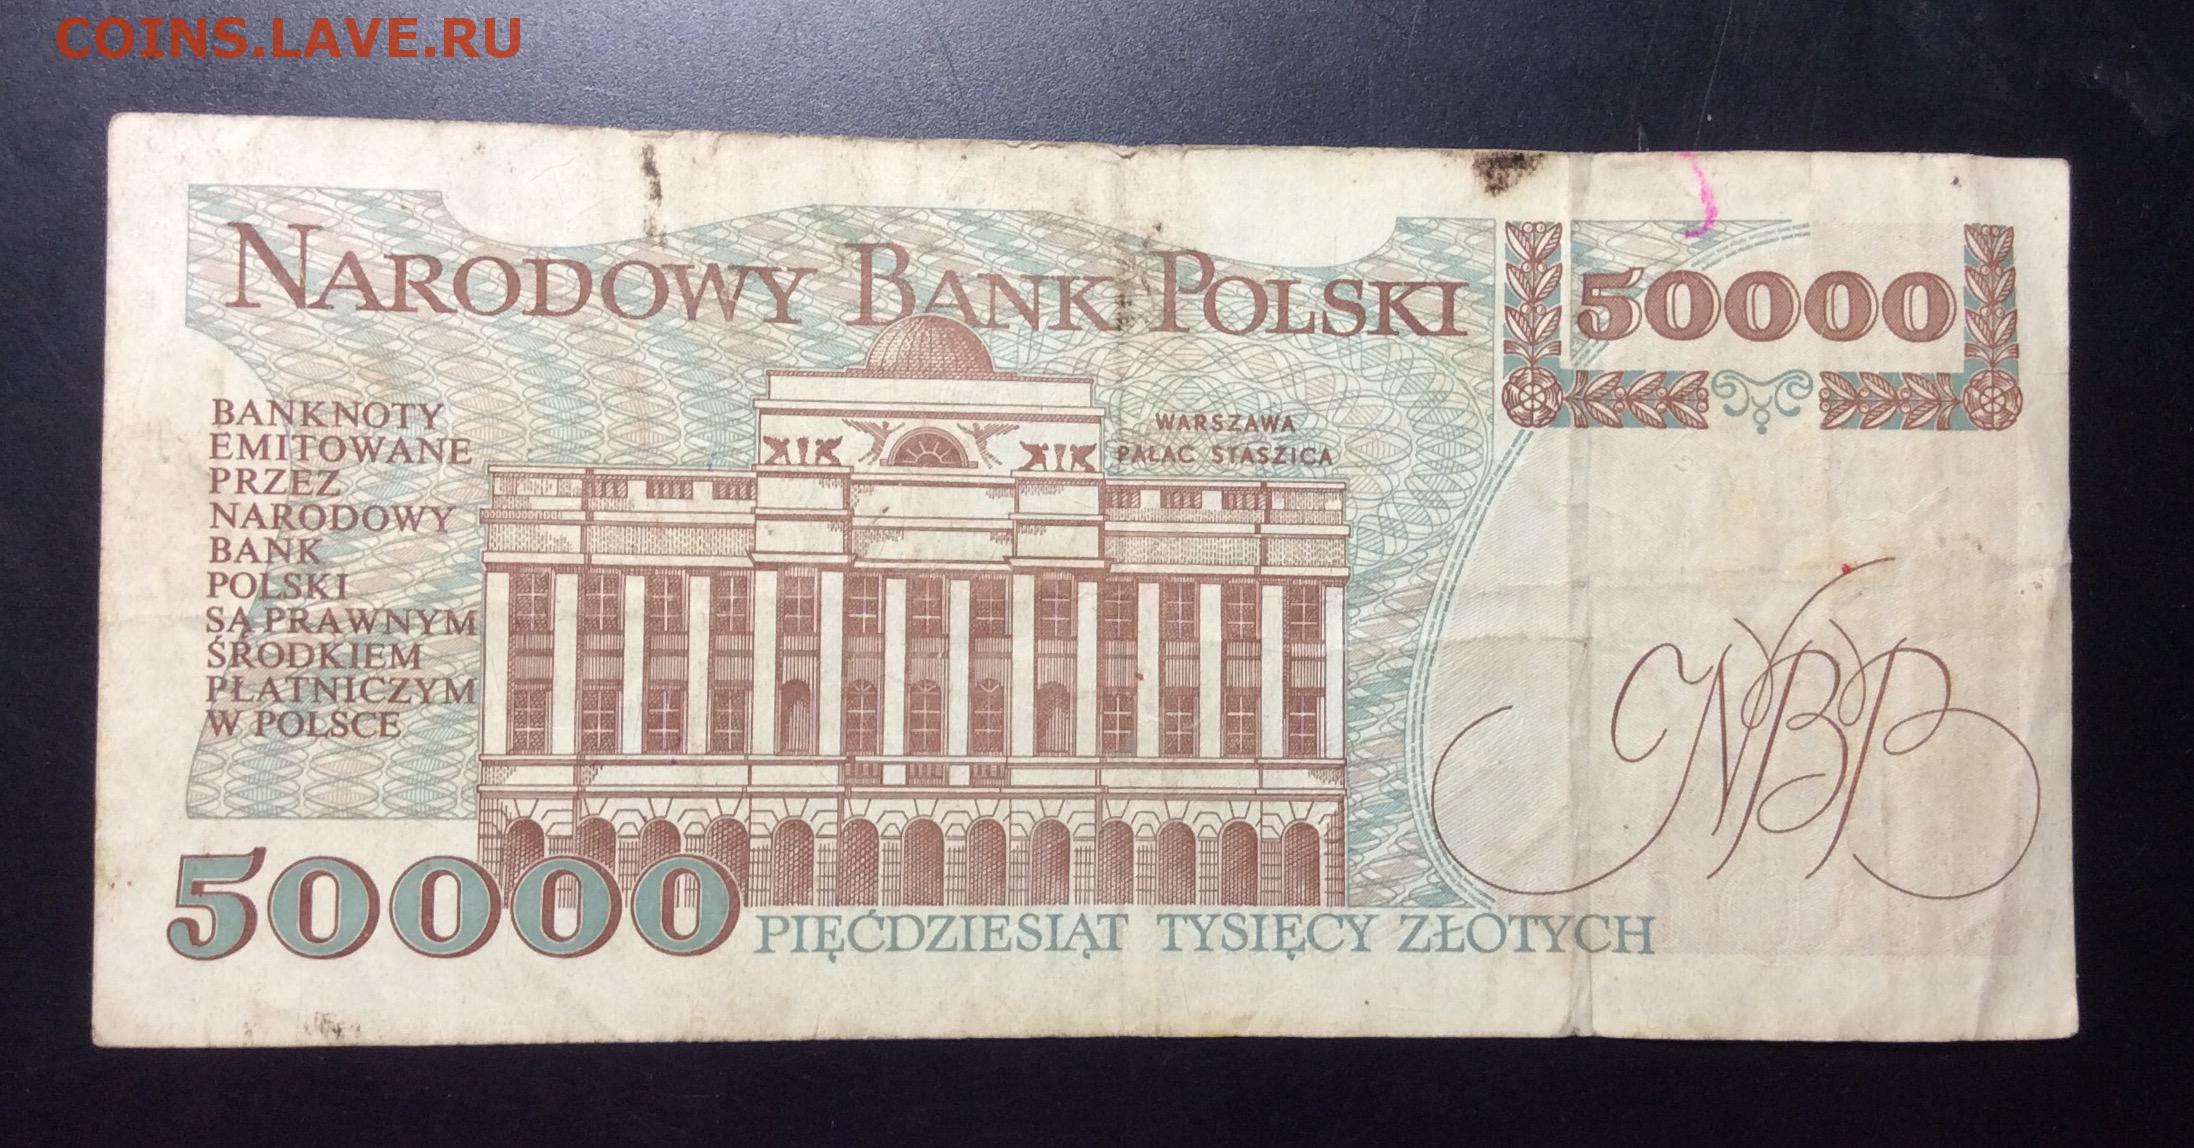 COINS.LAVE.RU
NARODOWY BANK POLSKI
50000
BANKNOTY
EMITOWANE
PRZEZ
NARODOWY
BANK
POLSKI
SĄ PRAWNYM
ŚRODKIEM
PŁATNICZYM
W POLSCE
WARSZAWA
PAŁAC STASZICA
NBP
50000
PIĘĆDZIESIĄT TYSIĘCY ZŁOTYCH